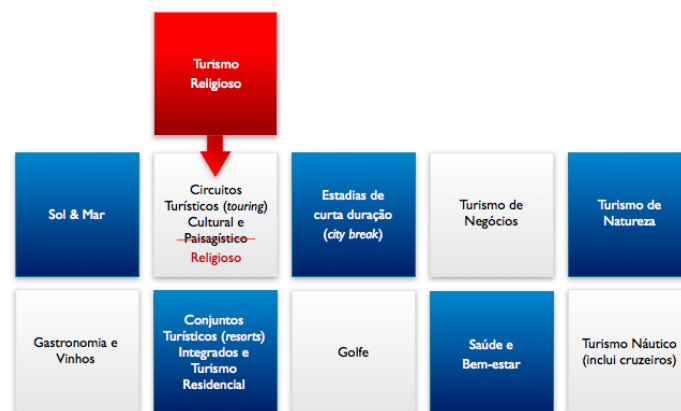 Turismo
Religioso
Sol & Mar
Circuitos
Turísticos (touring)
Cultural e
Paisagístico
Religioso
Estadias de
curta duração
(city break)
Turismo de
Negócios
Turismo de
Natureza
Gastronomia e
Vinhos
Conjuntos
Turísticos (resorts)
Integrados e
Turismo
Residencial
Golfe
Saúde e
Bem-estar
Turismo Náutico
(inclui cruzeiros)